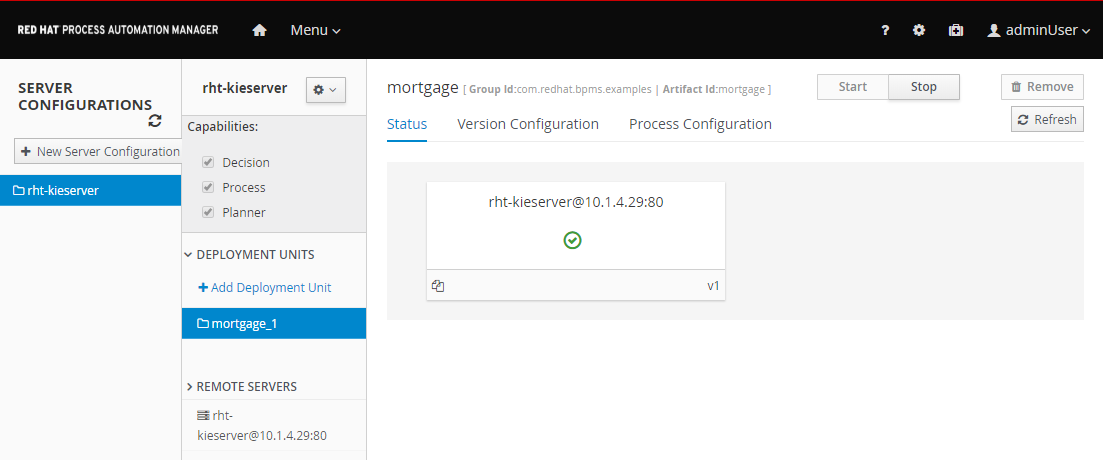 RED HAT PROCESS AUTOMATION MANAGER
Menu
?
adminUser
SERVER
CONFIGURATIONS
+ New Server Configuration
rht-kieserver
rht-kieserver
Capabilities:
Decision
Process
Planner
DEPLOYMENT UNITS
+ Add Deployment Unit
mortgage_1
REMOTE SERVERS
rht-
kieserver@10.1.4.29:80
mortgage [ Group Id:com.redhat.bpms.examples | Artifact Id:mortgage ]
Start
Stop
Remove
Refresh
Status
Version Configuration
Process Configuration
rht-kieserver@10.1.4.29:80
v1